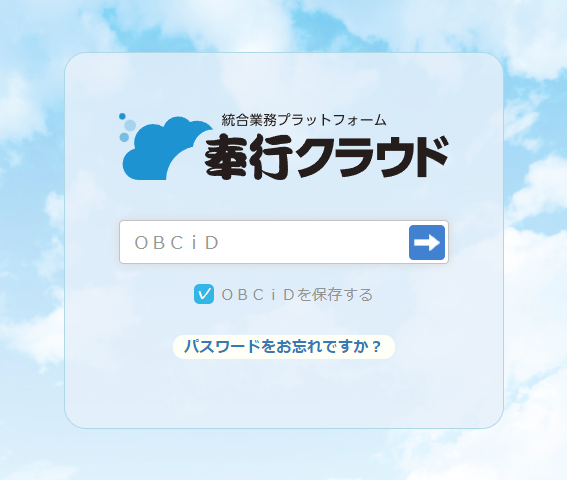 統合業務プラットフォーム
奉行クラウド
ＯＢＣｉＤ
ＯＢＣｉＤを保存する
パスワードをお忘れですか？